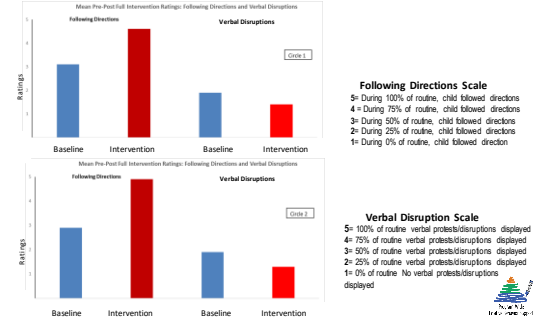 Mean Pre-Post Full Intervention Ratings: Following Directions and Verbal Disruptions
Following Directions
Verbal Disruptions
5
Circle 1
Ratings
Baseline Intervention Baseline Intervention
Following Directions Scale
5= During 100% of routine, child followed directions
4 = During 75% of routine, child followed directions
3= During 50% of routine, child followed directions
2= During 25% of routine, child followed directions
1= During 0% of routine, child followed direction
Mean Pre-Post Full Intervention Ratings: Following Directions and Verbal Disruptions
Following Directions
Verbal Disruptions
5
4
3
2
1
Circle 2
Ratings
Baseline Intervention Baseline Intervention
Verbal Disruption Scale
5= 100% of routine verbal protests/disruptions displayed
4= 75% of routine verbal protests/disruptions displayed
3= 50% of routine verbal protests/disruptions displayed
2= 25% of routine verbal protests/disruptions displayed
1= 0% of routine No verbal protests/disruptions
displayed